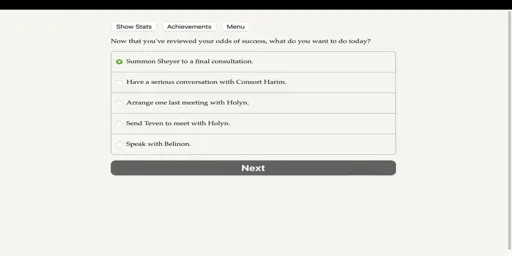 Show Stats Achievements Menu
Now that you've reviewed your odds of success, what do you want to do today?
Summon Sheyer to a final consultation.
Have a serious conversation with Consort Harim.
Arrange one last meeting with Holyn.
Send Teven to meet with Holyn.
Speak with Belinon.
Next